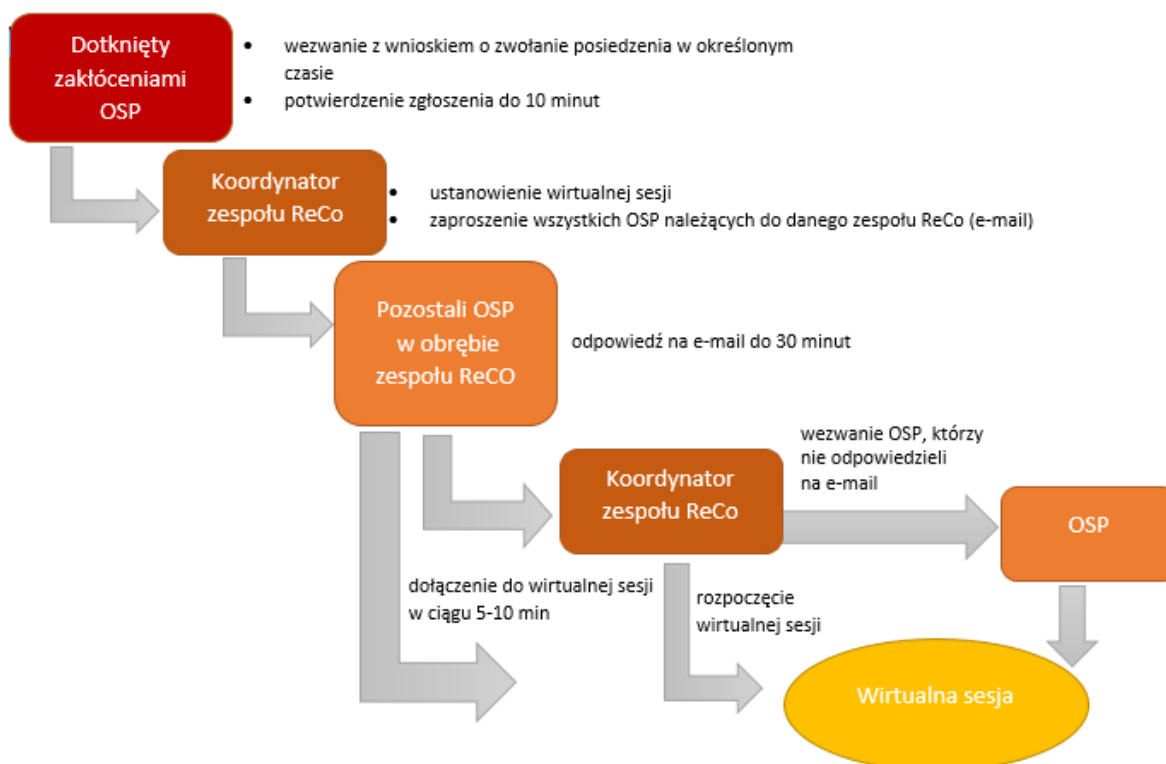 Dotknięty
zakłóceniami
OSP
• wezwanie z wnioskiem o zwołanie posiedzenia w określonym
czasie
• potwierdzenie zgłoszenia do 10 minut
Koordynator
zespołu ReCo
• ustanowienie wirtualnej sesji
• zaproszenie wszystkich OSP należących do danego zespołu ReCo (e-mail)
Pozostali OSP
w obrębie
zespołu ReCO
odpowiedź na e-mail do 30 minut
Koordynator
zespołu ReCo
wezwanie OSP, którzy
nie odpowiedzieli
na e-mail
OSP
dołączenie do wirtualnej sesji
w ciągu 5-10 min
rozpoczęcie
wirtualnej sesji
Wirtualna sesja